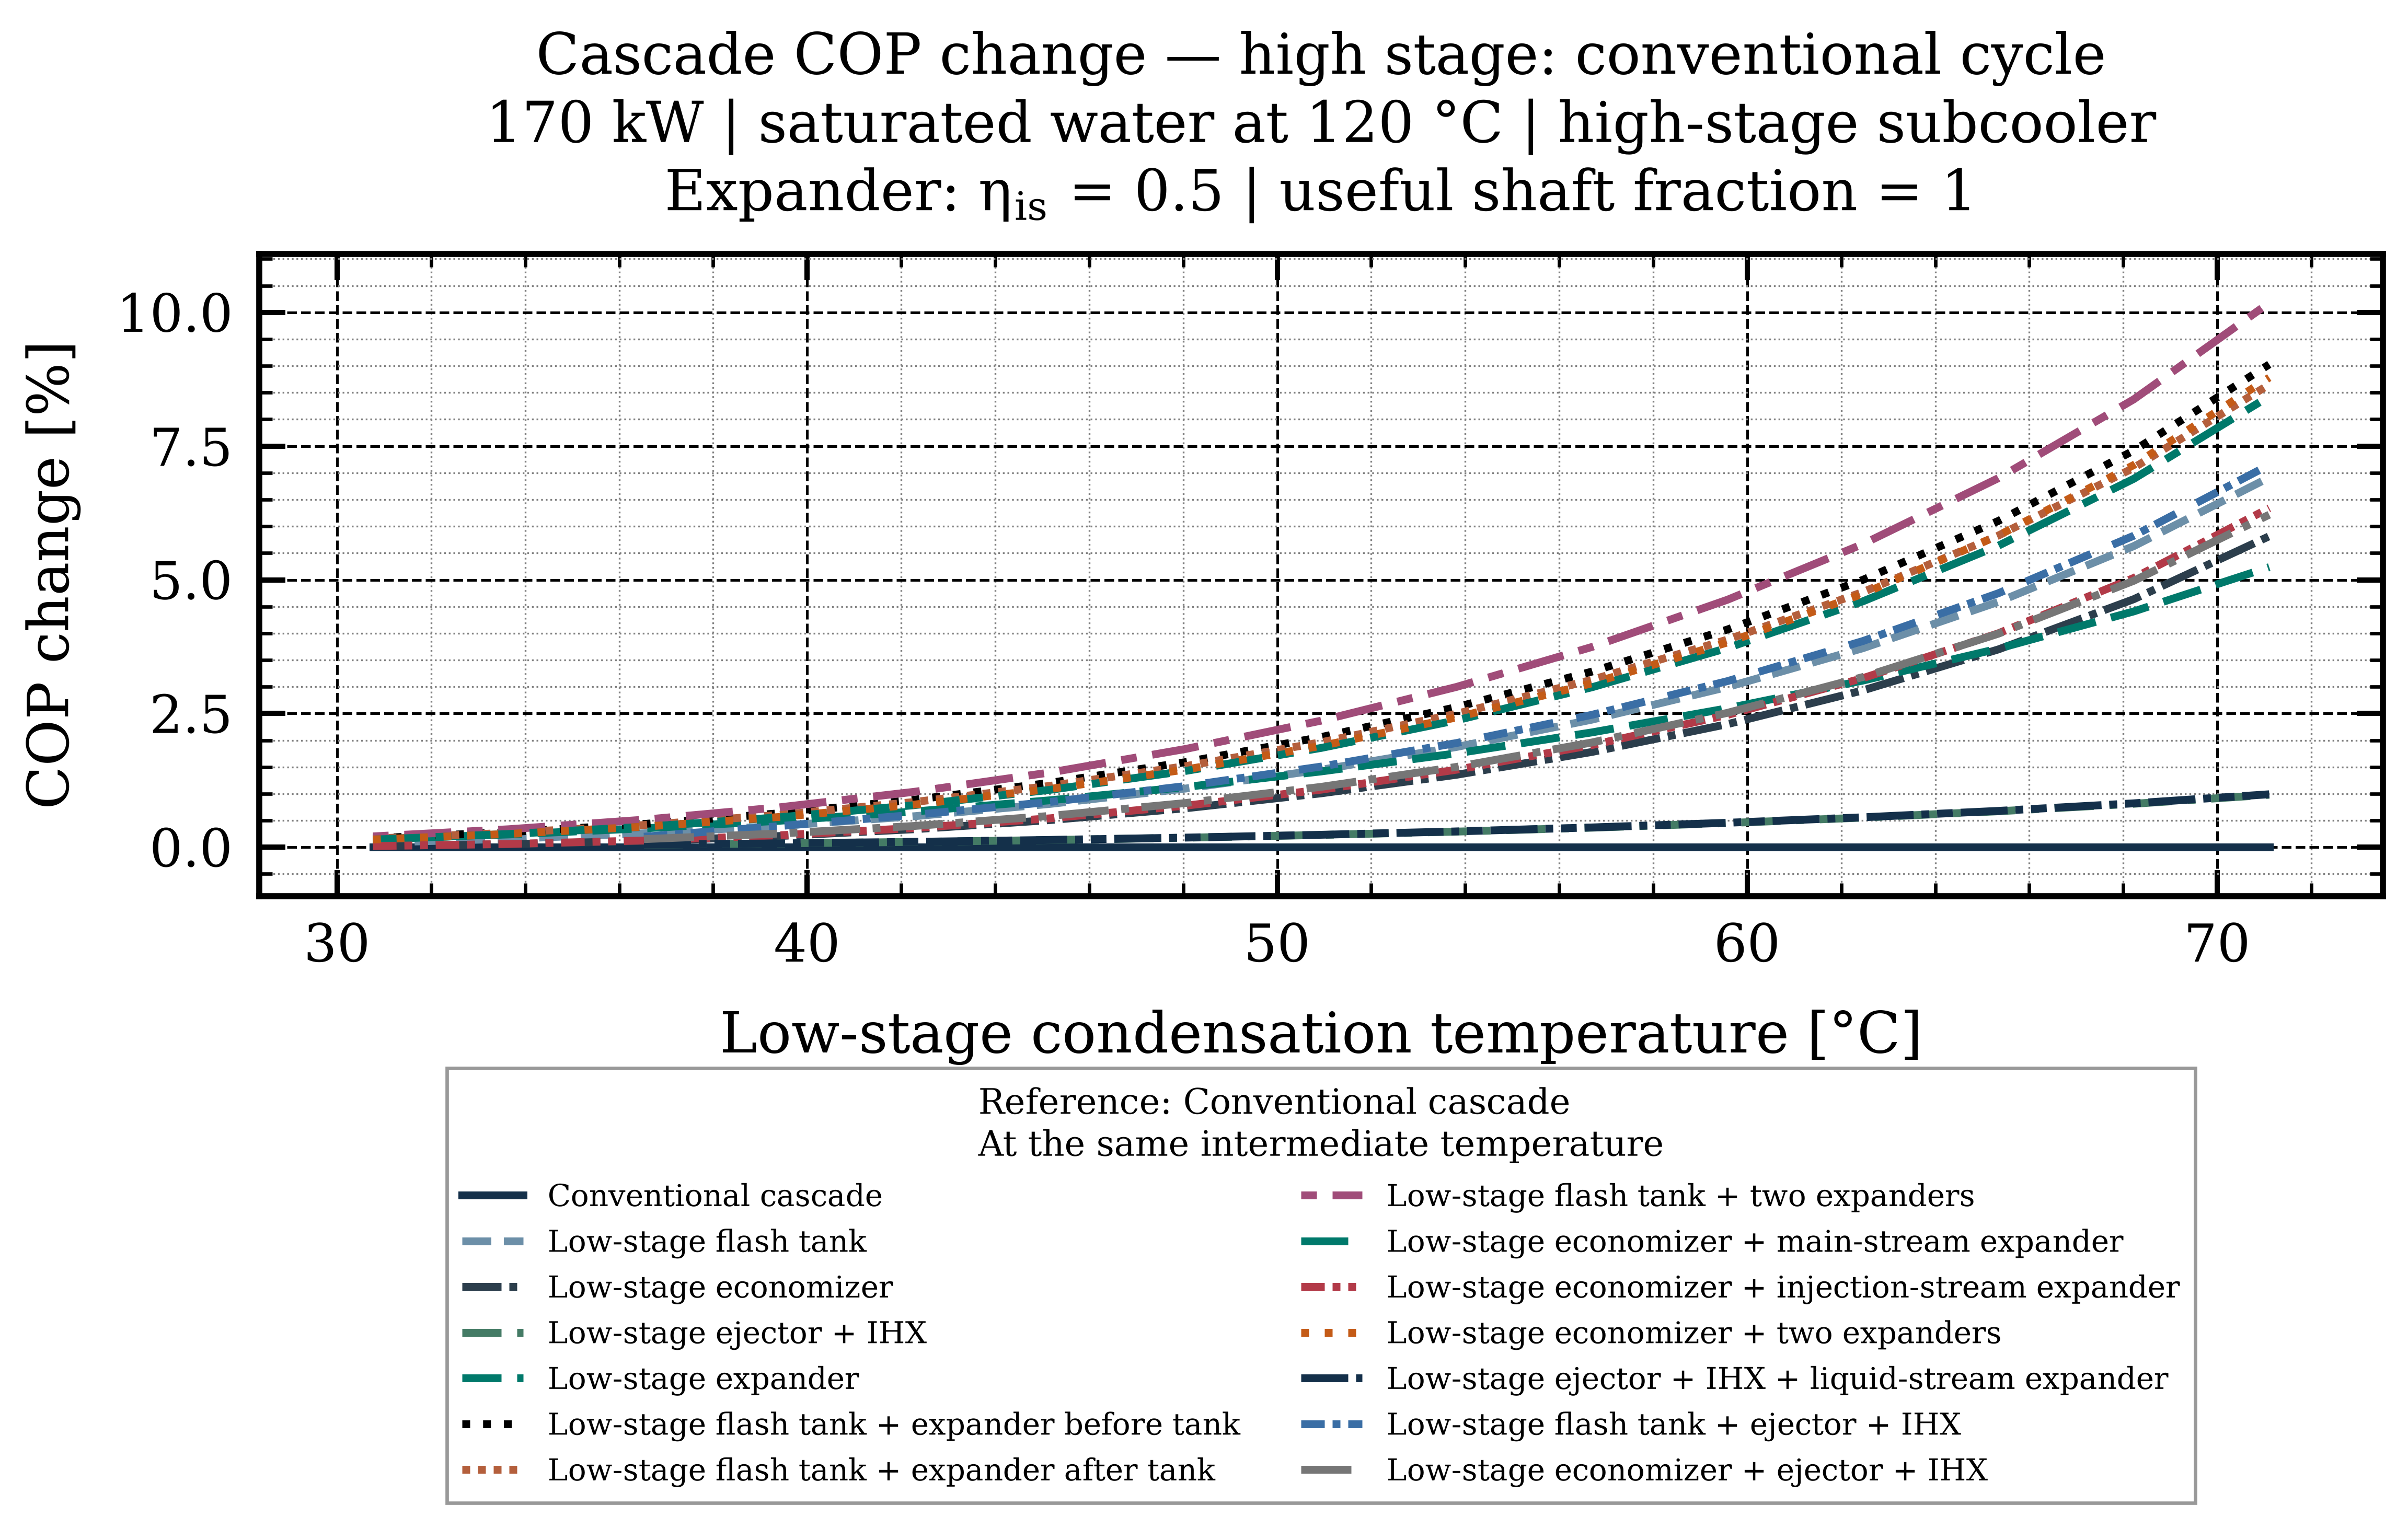 Cascade COP change — high stage: conventional cycle
170 kW | saturated water at 120 °C | high-stage subcooler
Expander: ηis = 0.5 | useful shaft fraction = 1
COP change [%]
10.0
7.5
5.0
2.5
0.0
30 40 50 60 70
Low-stage condensation temperature [°C]
Reference: Conventional cascade
At the same intermediate temperature
Conventional cascade
Low-stage flash tank
Low-stage economizer
Low-stage ejector + IHX
Low-stage expander
Low-stage flash tank + expander before tank
Low-stage flash tank + expander after tank
Low-stage flash tank + two expanders
Low-stage economizer + main-stream expander
Low-stage economizer + injection-stream expander
Low-stage economizer + two expanders
Low-stage ejector + IHX + liquid-stream expander
Low-stage flash tank + ejector + IHX
Low-stage economizer + ejector + IHX